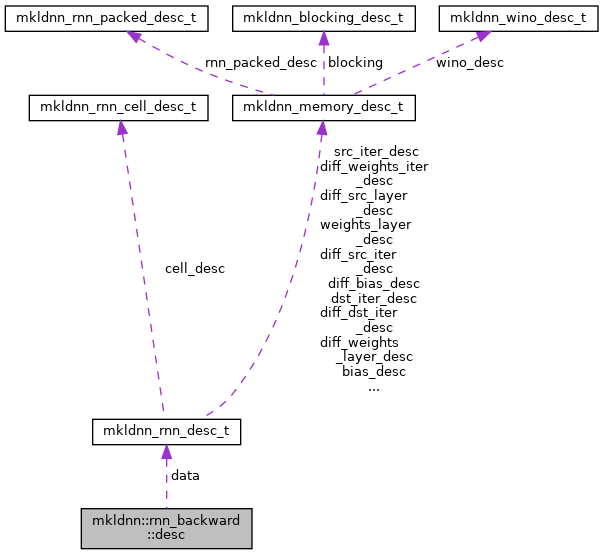 mkldnn_rnn_packed_desc_t
mkldnn_blocking_desc_t
mkldnn_wino_desc_t
rnn_packed_desc
blocking
wino_desc
mkldnn_rnn_cell_desc_t
mkldnn_memory_desc_t
src_iter_desc
diff_weights_iter
_desc
diff_src_layer
_desc
weights_layer
_desc
diff_src_iter
_desc
diff_bias_desc
dst_iter_desc
diff_dst_iter
_desc
diff_weights
_layer_desc
bias_desc
...
cell_desc
mkldnn_rnn_desc_t
data
mkldnn::rnn_backward
::desc